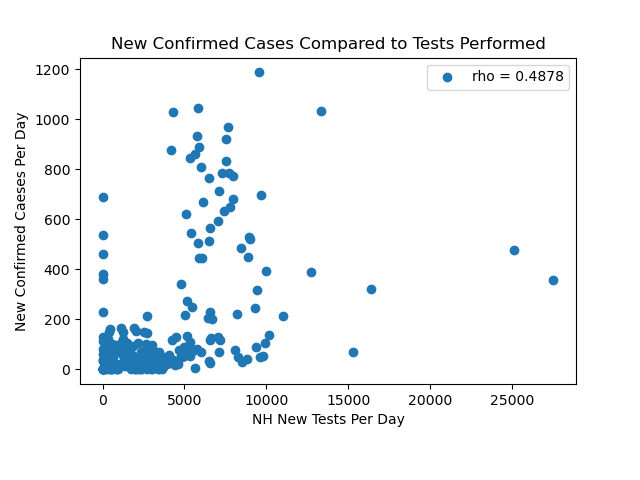 New Confirmed Cases Compared to Tests Performed
rho = 0.4878
1200
1000
800
600
400
200
0
New Confirmed Caeses Per Day
0 5000 10000 15000 20000 25000
NH New Tests Per Day